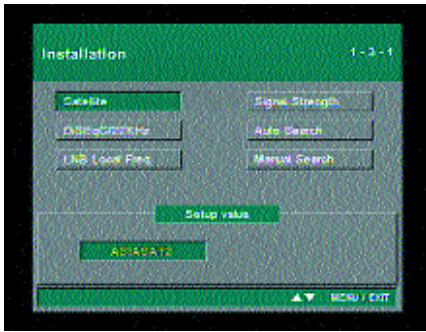 Installation 1-3-1
Satellite Signal Strength
DiSEqC/22KHz Auto Search
LNB Local Freq. Manual Search
Setup value
ASIASAT2
▲▼ MENU / EXIT